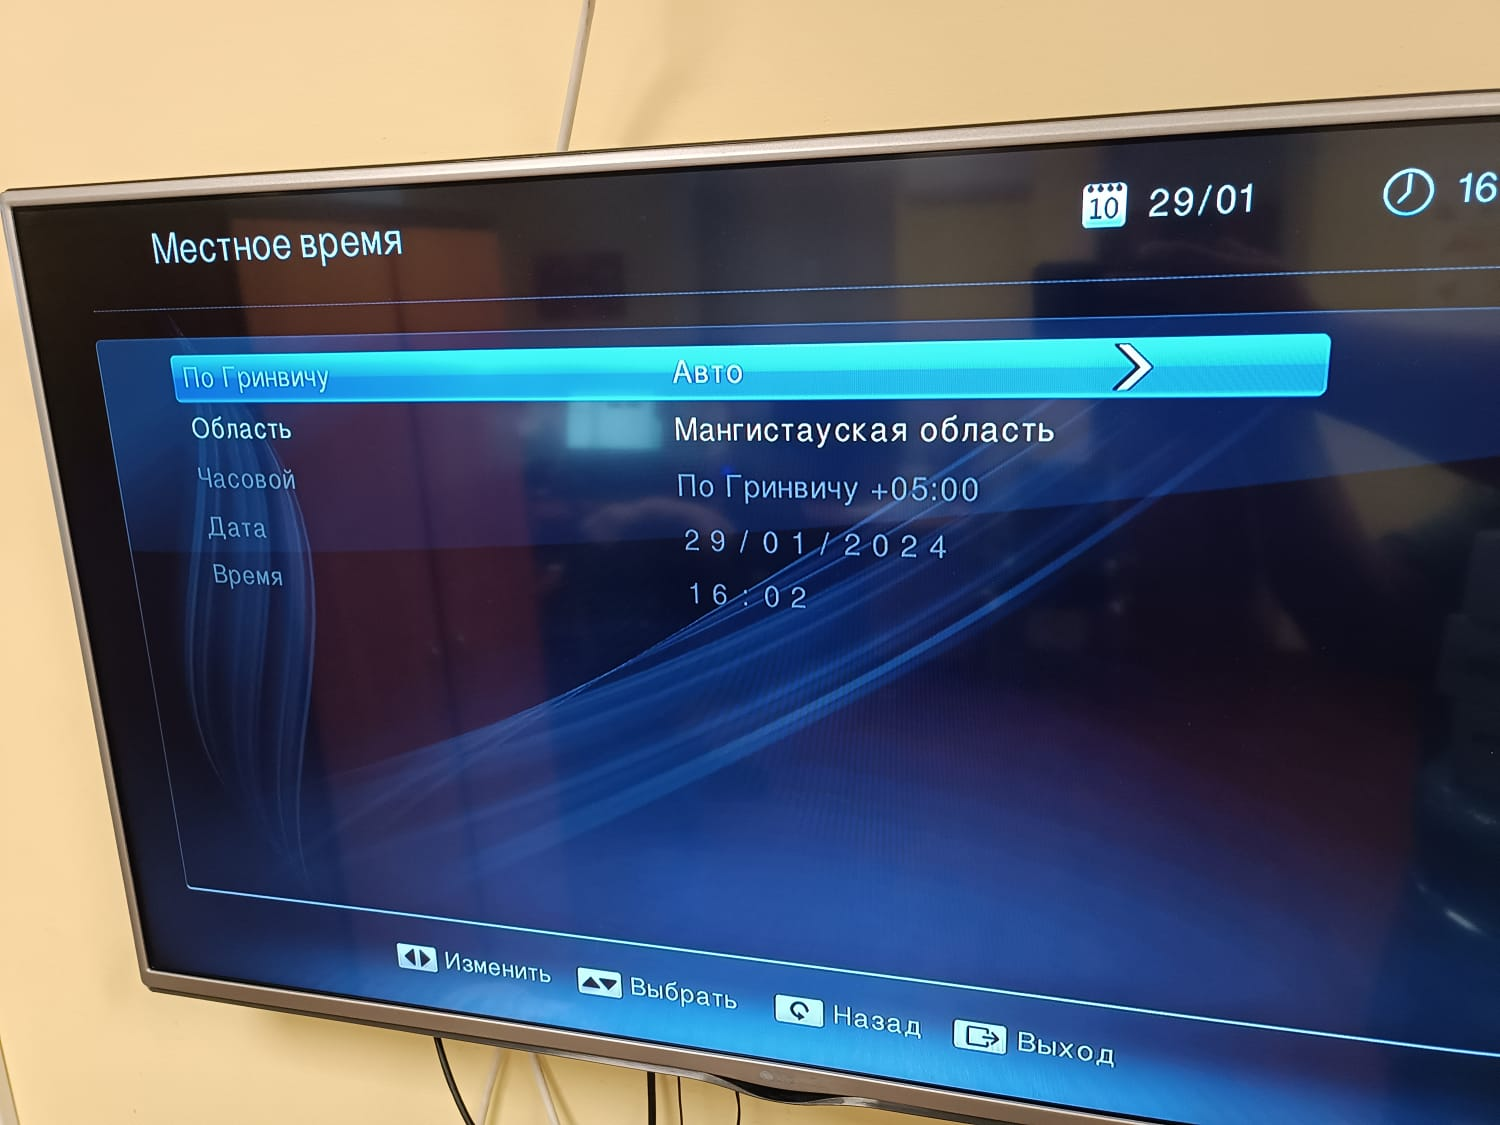 Местное время
10 29/01 16
По Гринвичу Авто
Область Мангистауская область
Часовой По Гринвичу +05:00
Дата 29/01/2024
Время 16:02
Изменить Выбрать Назад Выход